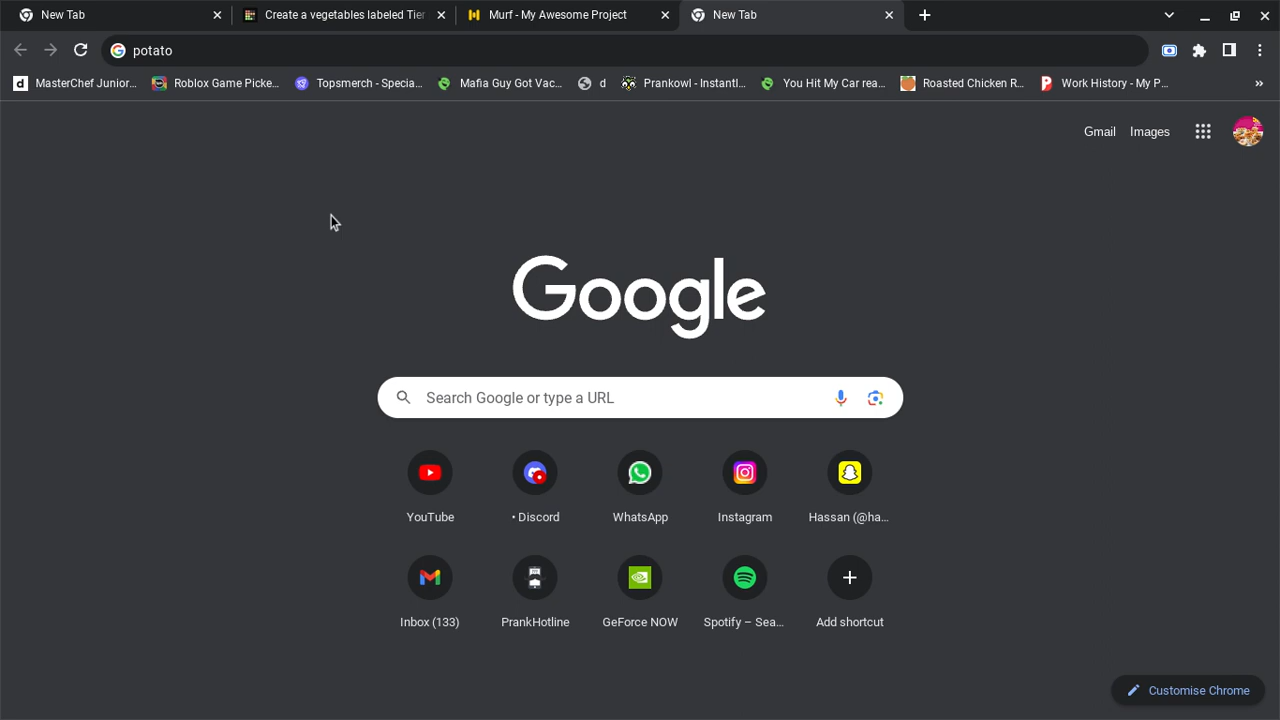 New Tab
Create a vegetables labeled Tier
Murf - My Awesome Project
New Tab
potato
MasterChef Junior...
Roblox Game Picke...
Topsmerch - Specia...
Mafia Guy Got Vac...
d
Prankowl - Instantl...
You Hit My Car rea...
Roasted Chicken R...
Work History - My P...
»
Gmail
Images
Google
Search Google or type a URL
YouTube
• Discord
WhatsApp
Instagram
Hassan (@ha...
Inbox (133)
PrankHotline
GeForce NOW
Spotify – Sea...
Add shortcut
Customise Chrome